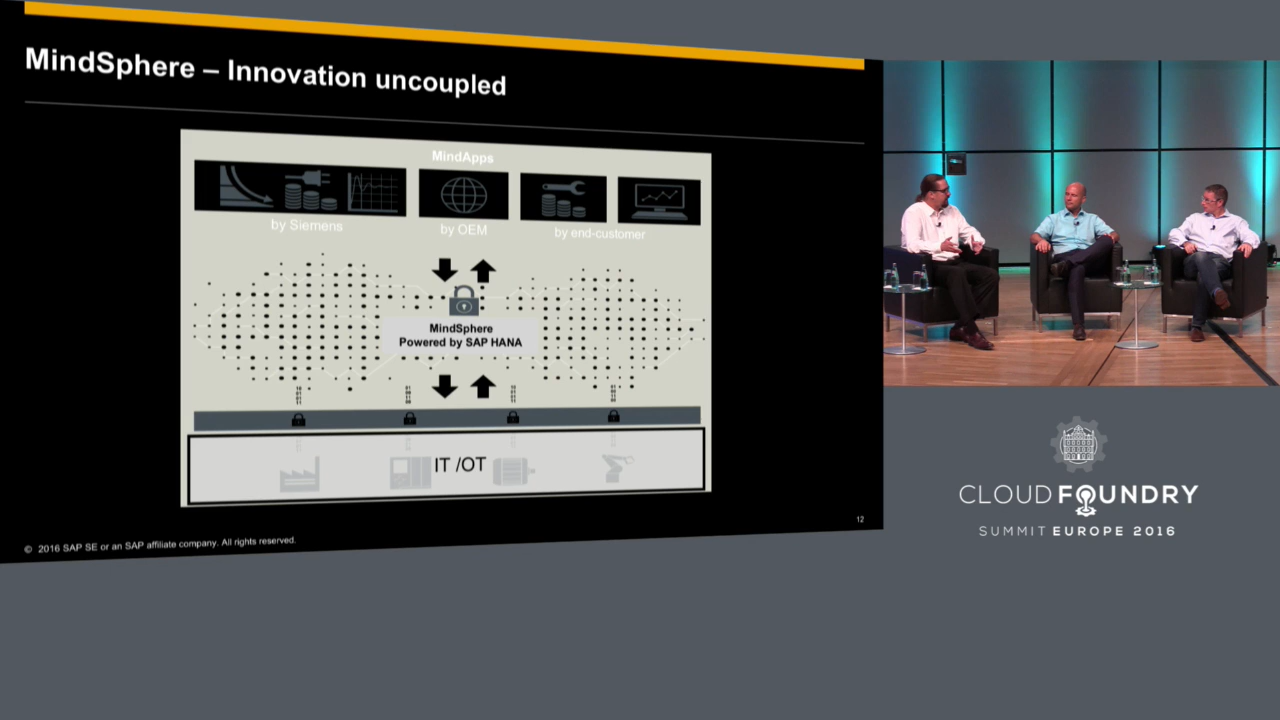 MindSphere – Innovation uncoupled
MindApps
by Siemens
by OEM
by end-customer
MindSphere
Powered by SAP HANA
IT /OT
12
© 2016 SAP SE or an SAP affiliate company. All rights reserved.
CLOUD FOUNDRY
SUMMIT EUROPE 2016